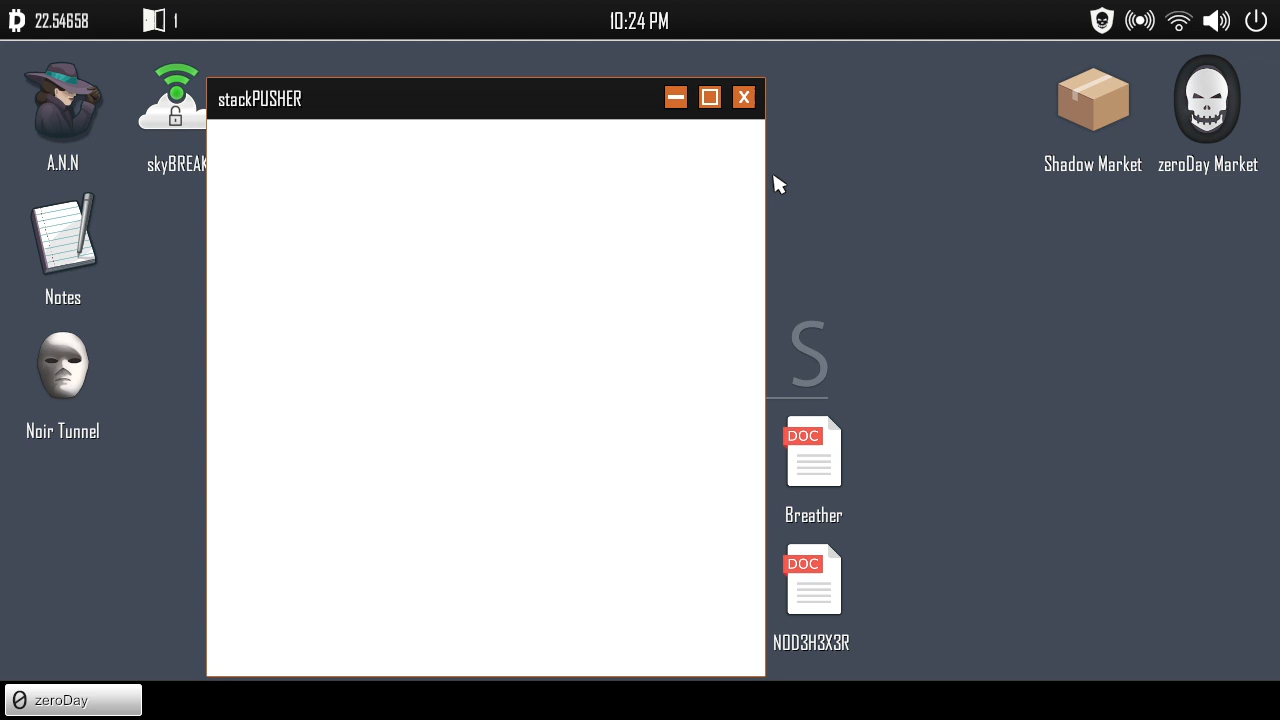 22.54658
1
10:24 PM
stackPUSHER
A.N.N
skyBREAK
Shadow Market
zeroDay Market
Notes
Noir Tunnel
S
DOC
Breather
DOC
N0D3H3X3R
zeroDay